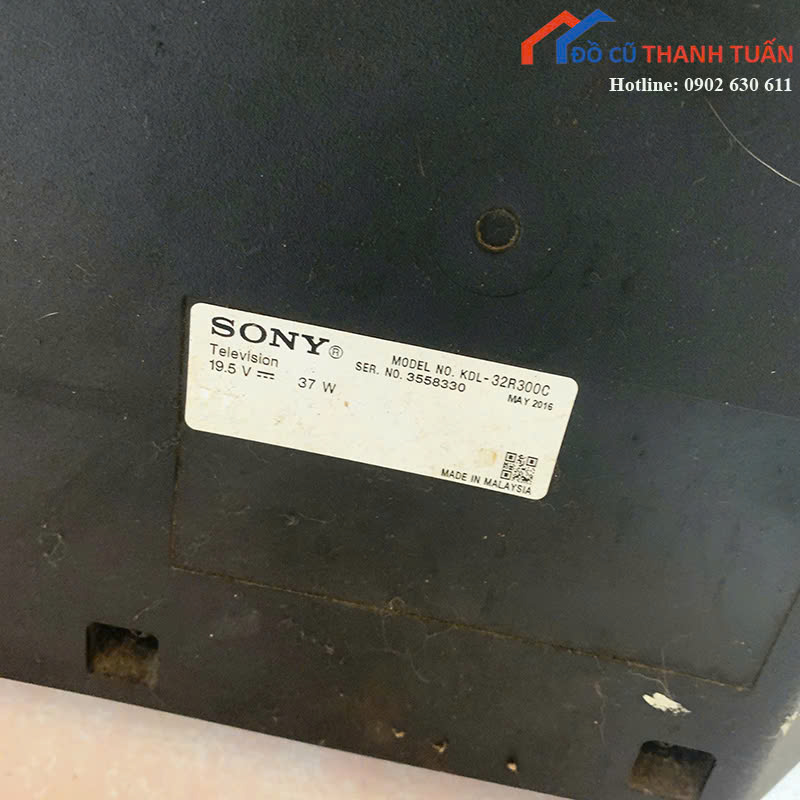 ĐỒ CŨ THANH TUẤN
Hotline: 0902 630 611
SONY®
Television
19.5 V ⎓ 37 W
MODEL NO. KDL-32R300C
SER. NO. 3558330
MAY 2016
MADE IN MALAYSIA